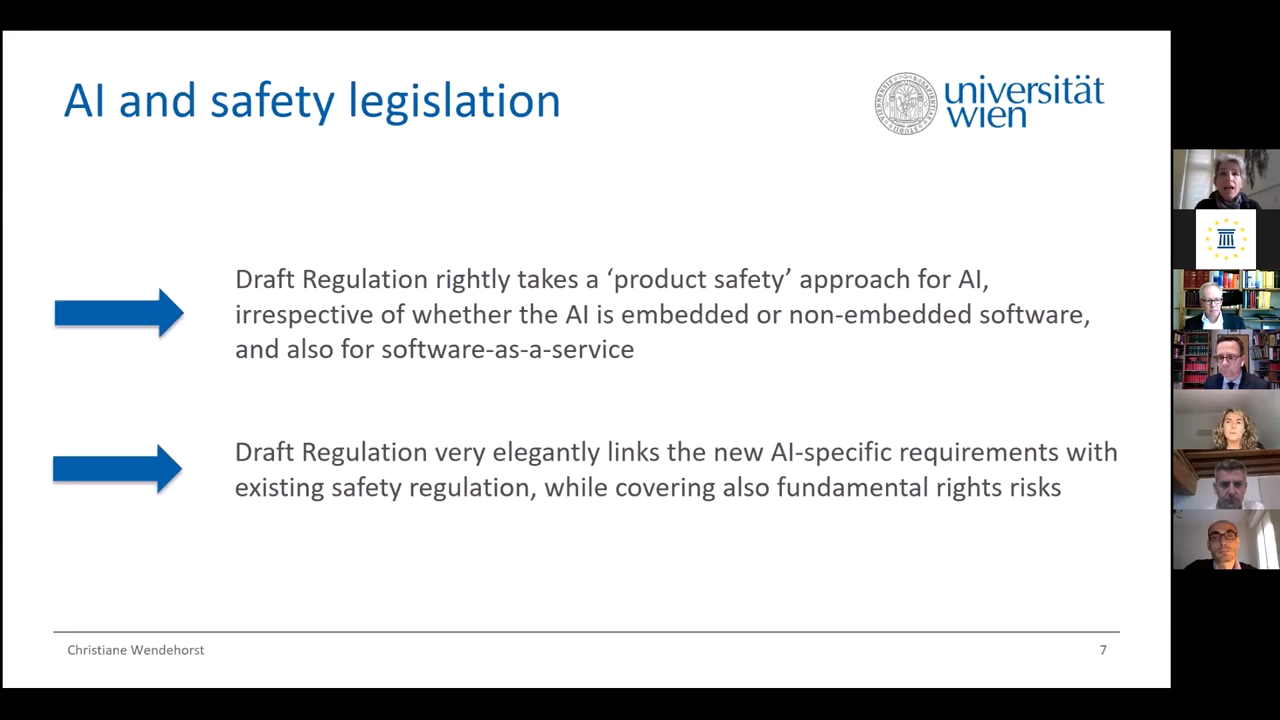 AI and safety legislation
universität
wien
Draft Regulation rightly takes a ‘product safety’ approach for AI,
irrespective of whether the AI is embedded or non-embedded software,
and also for software-as-a-service
Draft Regulation very elegantly links the new AI-specific requirements with
existing safety regulation, while covering also fundamental rights risks
Christiane Wendehorst
7